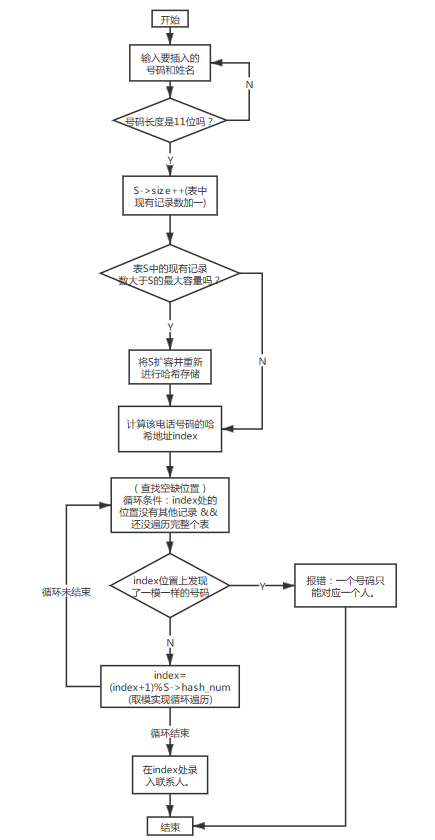 开始
输入要插入的
号码和姓名
N
号码长度是11位吗？
Y
S->size++(表中
现有记录数加一)
表S中的现有记录
数大于S的最大容量吗？
Y
N
将S扩容并重新
进行哈希存储
计算该电话号码的哈
希地址index
（查找空缺位置）
循环条件：index处的
位置没有其他记录 &&
还没遍历完整个表
index位置上发现
了一模一样的号码
Y
报错：一个号码只
能对应一个人。
循环未结束
N
index=
(index+1)%S->hash_num
(取模实现循环遍历)
循环结束
在index处录
入联系人。
结束